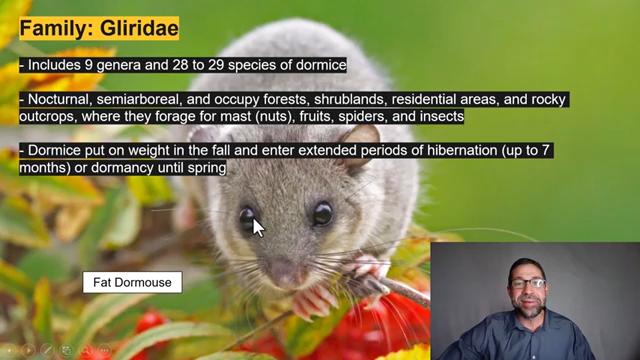 Family: Gliridae
- Includes 9 genera and 28 to 29 species of dormice
- Nocturnal, semiarboreal, and occupy forests, shrublands, residential areas, and rocky
outcrops, where they forage for mast (nuts), fruits, spiders, and insects
- Dormice put on weight in the fall and enter extended periods of hibernation (up to 7
months) or dormancy until spring
Fat Dormouse